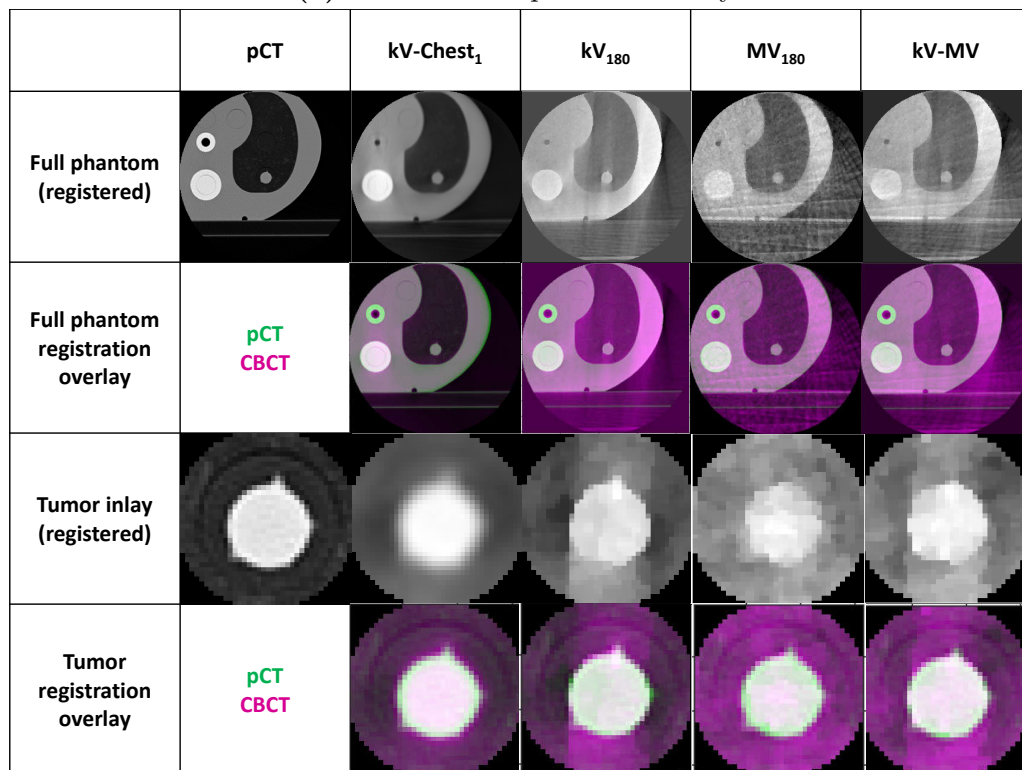 pCT
kV-Chest₁
kV₁₈₀
MV₁₈₀
kV-MV
Full phantom
(registered)
Full phantom
registration
overlay
pCT
CBCT
Tumor inlay
(registered)
Tumor
registration
overlay
pCT
CBCT